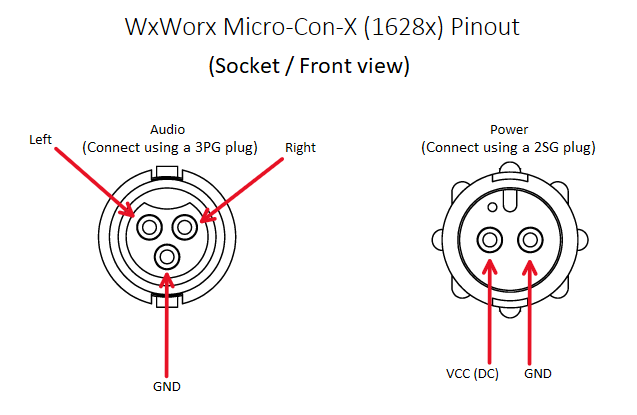 WxWorx Micro-Con-X (1628x) Pinout
(Socket / Front view)
Audio
(Connect using a 3PG plug)
Left
Right
GND
Power
(Connect using a 2SG plug)
VCC (DC)
GND